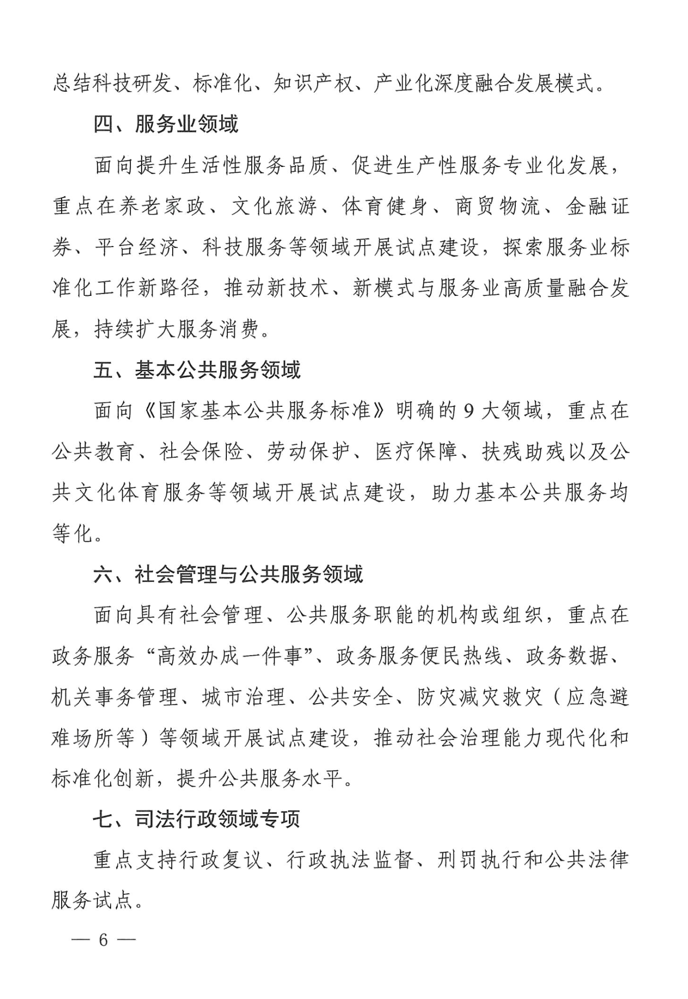 总结科技研发、标准化、知识产权、产业化深度融合发展模式。
四、服务业领域
面向提升生活性服务品质、促进生产性服务专业化发展，
重点在养老家政、文化旅游、体育健身、商贸物流、金融证
券、平台经济、科技服务等领域开展试点建设，探索服务业标
准化工作新路径，推动新技术、新模式与服务业高质量融合发
展，持续扩大服务消费。
五、基本公共服务领域
面向《国家基本公共服务标准》明确的 9 大领域，重点在
公共教育、社会保险、劳动保护、医疗保障、扶残助残以及公
共文化体育服务等领域开展试点建设，助力基本公共服务均
等化。
六、社会管理与公共服务领域
面向具有社会管理、公共服务职能的机构或组织，重点在
政务服务“高效办成一件事”、政务服务便民热线、政务数据、
机关事务管理、城市治理、公共安全、防灾减灾救灾（应急避
难场所等）等领域开展试点建设，推动社会治理能力现代化和
标准化创新，提升公共服务水平。
七、司法行政领域专项
重点支持行政复议、行政执法监督、刑罚执行和公共法律
服务试点。
— 6 —